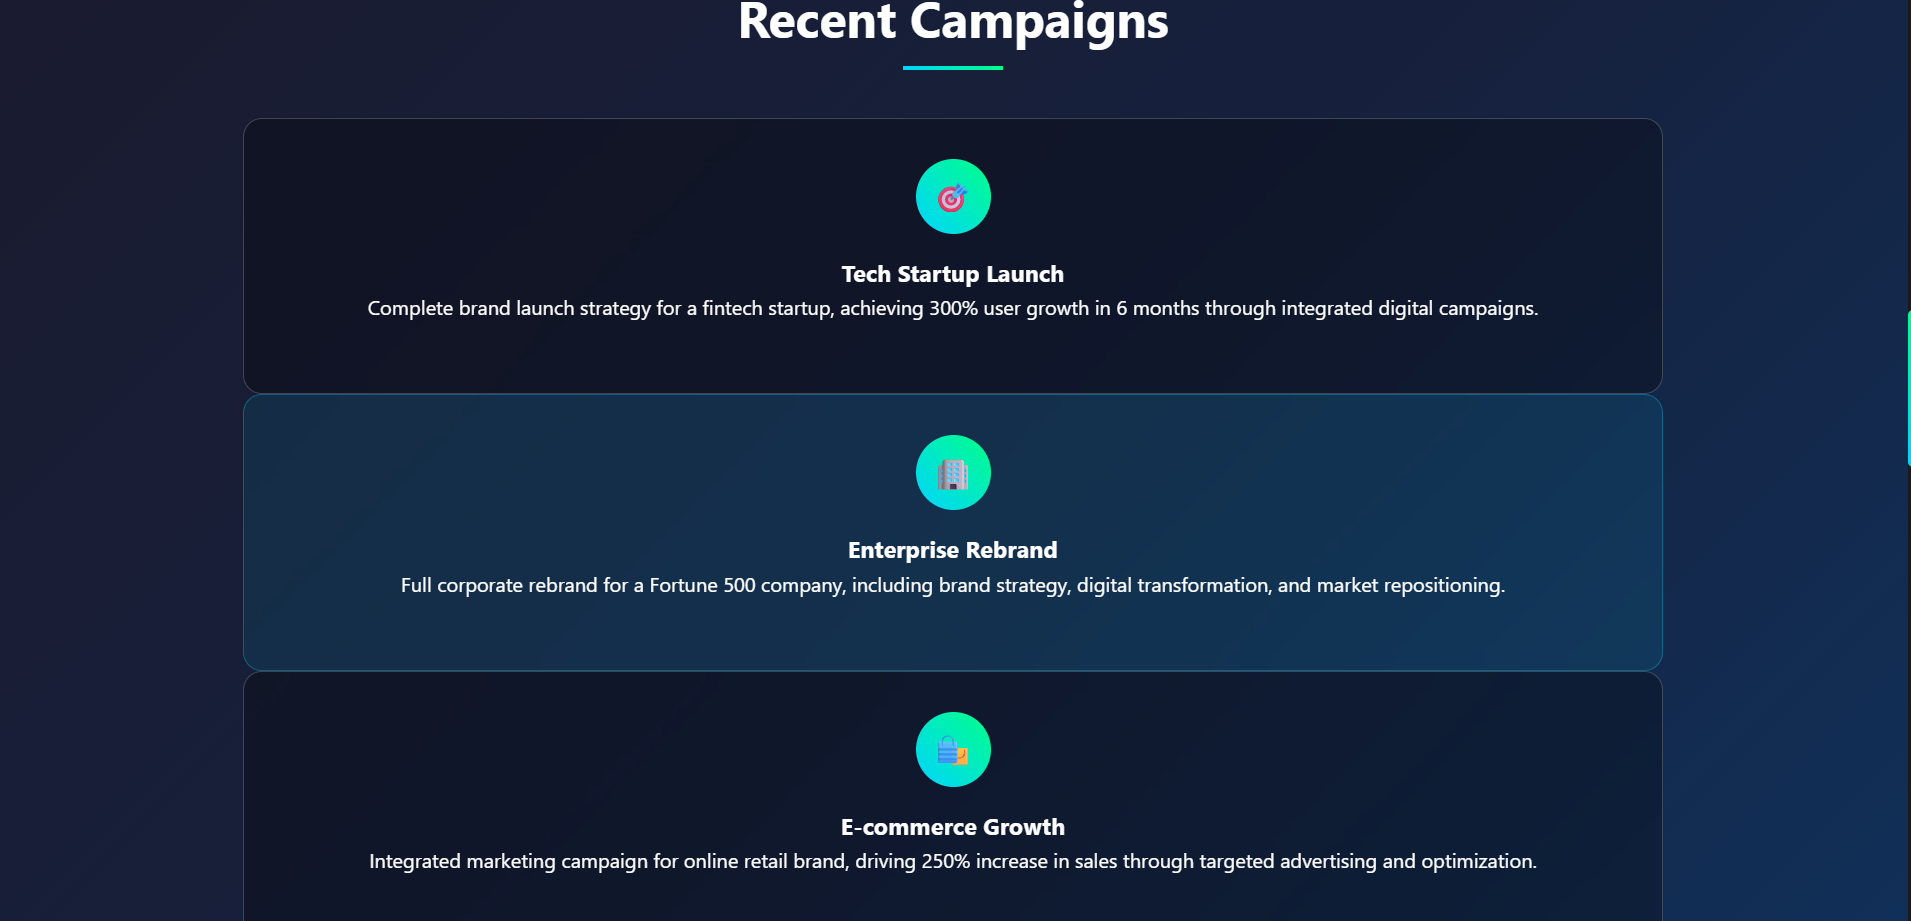 Recent Campaigns
Tech Startup Launch
Complete brand launch strategy for a fintech startup, achieving 300% user growth in 6 months through integrated digital campaigns.
Enterprise Rebrand
Full corporate rebrand for a Fortune 500 company, including brand strategy, digital transformation, and market repositioning.
E-commerce Growth
Integrated marketing campaign for online retail brand, driving 250% increase in sales through targeted advertising and optimization.